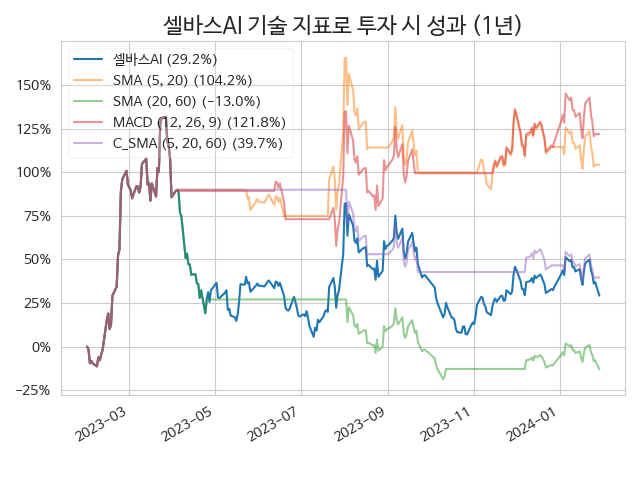 셀바스AI 기술 지표로 투자 시 성과 (1년)
셀바스AI (29.2%)
SMA (5, 20) (104.2%)
SMA (20, 60) (−13.0%)
MACD (12, 26, 9) (121.8%)
C_SMA (5, 20, 60) (39.7%)
150%
125%
100%
75%
50%
25%
0%
−25%
2023−03
2023−05
2023−07
2023−09
2023−11
2024−01